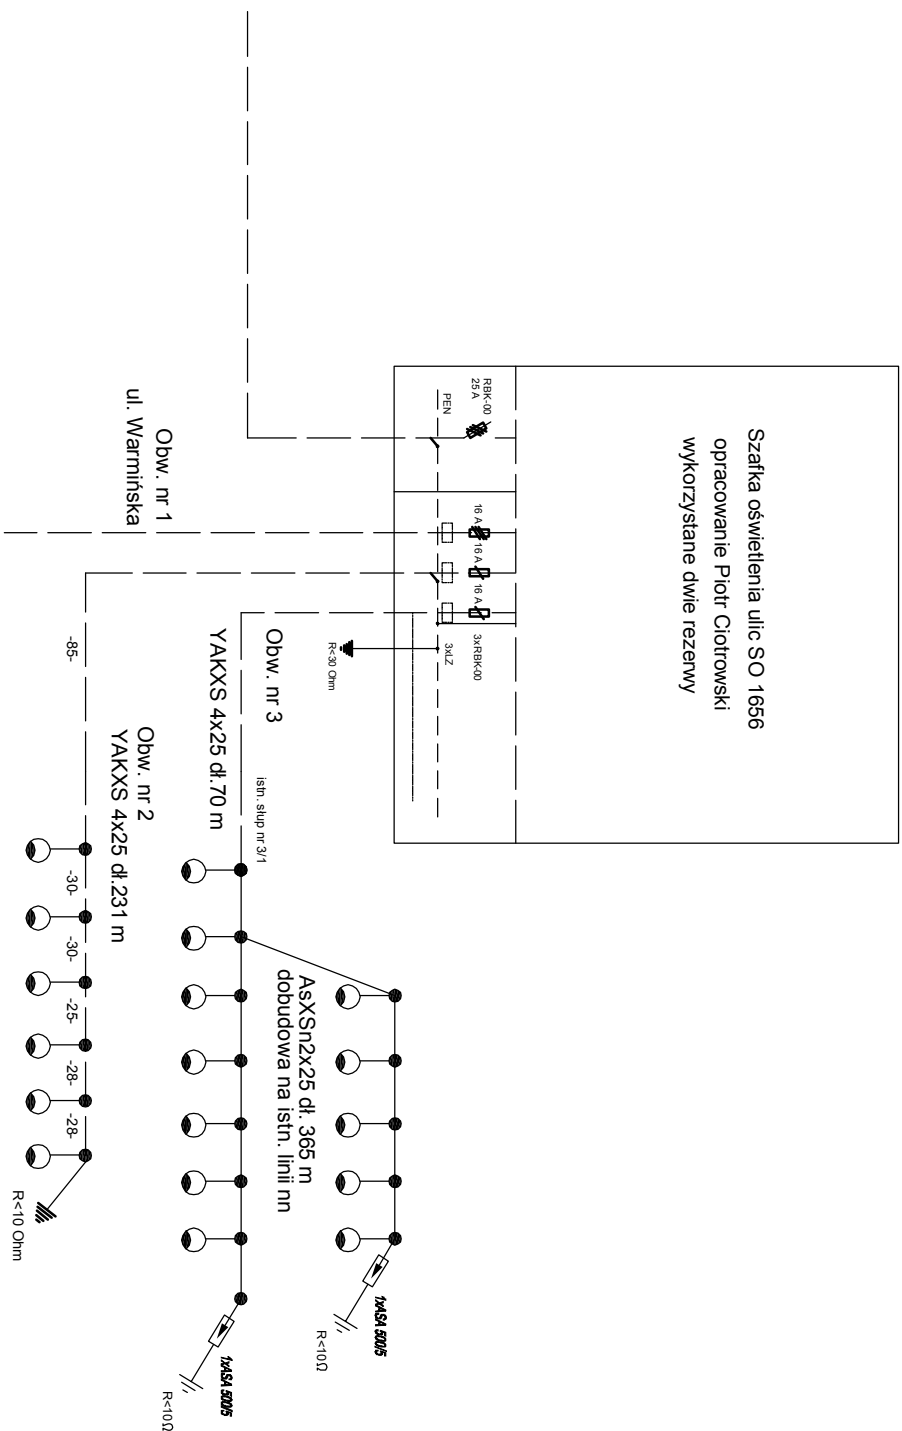 Szafka oświetlenia ulic SO 1656
opracowanie Piotr Ciotrowski
wykorzystane dwie rezerwy
RBK-00
25 A
PEN
16 A
16 A
16 A
3xRBK-00
3xLZ
R<30 Ohm
Obw. nr 1
ul. Warmińska
Obw. nr 3
YAKXS 4x25 dł.70 m
istn. słup nr 3/1
AsXSn2x25 dł. 365 m
dobudowa na istn. linii nn
1xASA 500/5
R<10Ω
1xASA 500/5
R<10Ω
Obw. nr 2
YAKXS 4x25 dł.231 m
-85-
-30-
-30-
-25-
-28-
-28-
R<10 Ohm